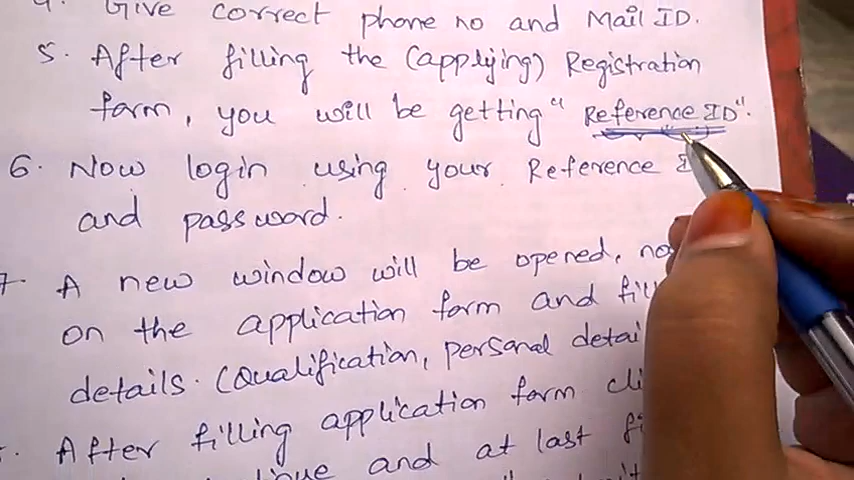 4. Give correct phone no and Mail ID.
5. After filling the (applying) Registration
form, you will be getting "Reference ID".
6. Now login using your Reference
and password.
7. A new window will be opened,
on the application form and
details. (Qualification, personal
After filling application form
and at last